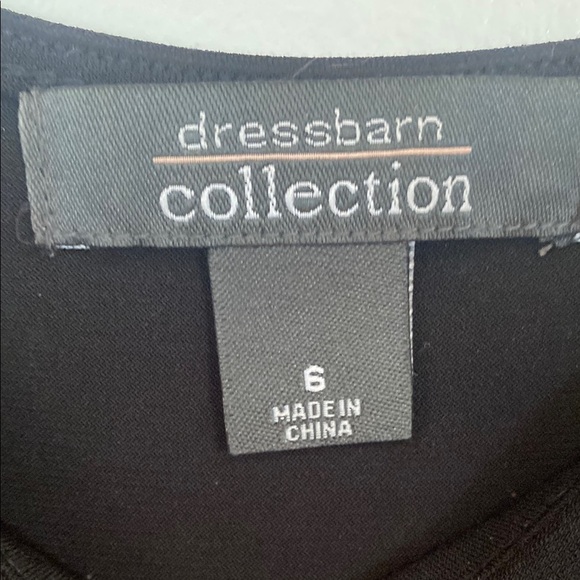 dressbarn
collection
6
MADE IN
CHINA